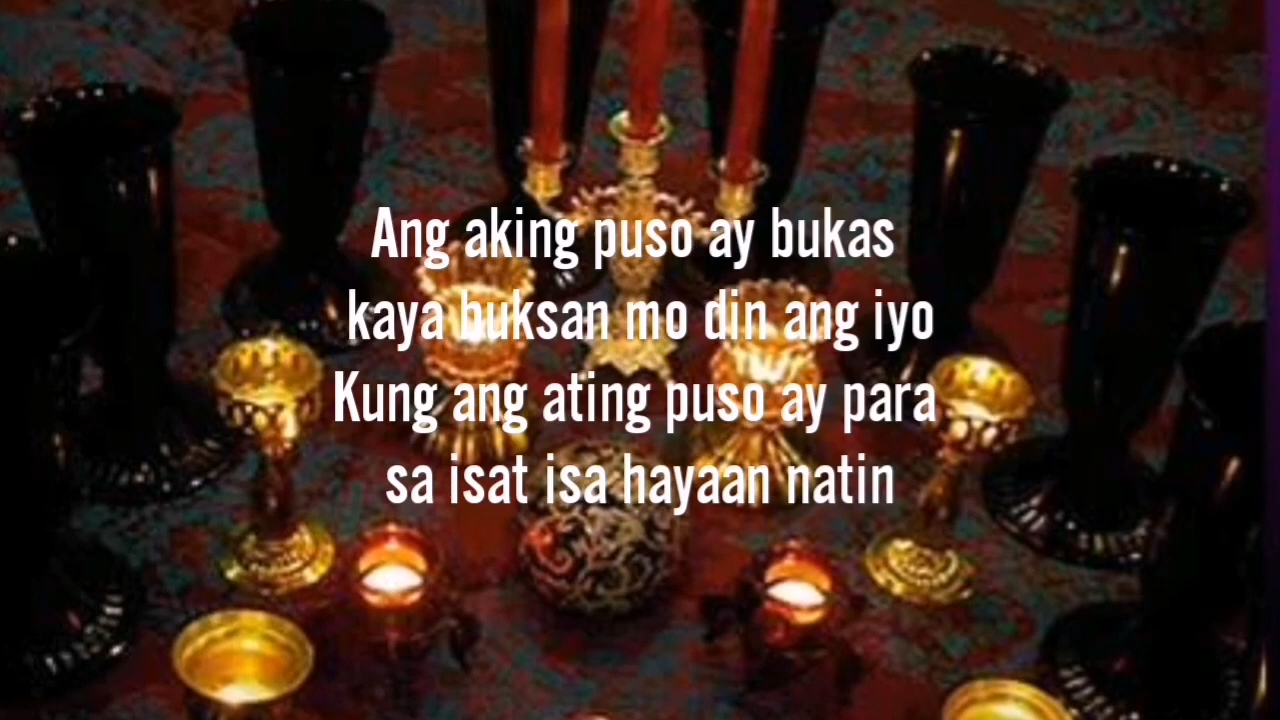 Ang aking puso ay bukas
kaya buksan mo din ang iyo
Kung ang ating puso ay para
sa isat isa hayaan natin